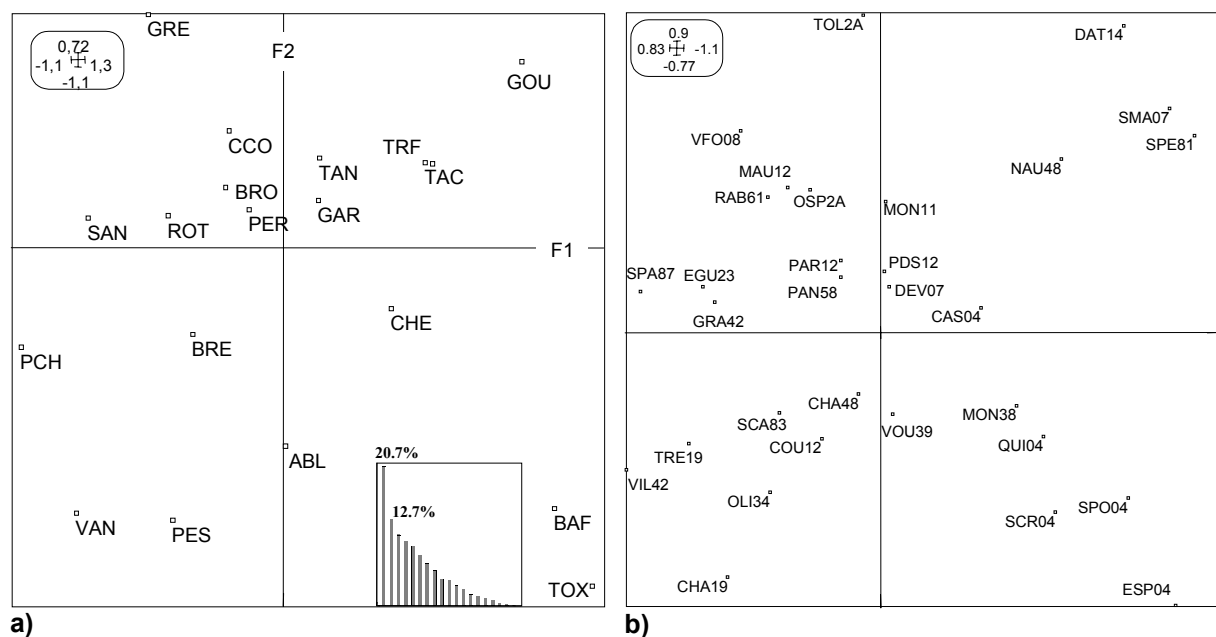 GRE
0,72
-1,1 1,3
-1,1
F2
GOU
CCO
TRF
TAN
TAC
BRO
PER
GAR
SAN
ROT
F1
CHE
PCH
BRE
ABL
20.7%
12.7%
VAN
PES
BAF
TOX
a)
0.9
0.83 -1.1
-0.77
TOL2A
DAT14
SMA07
SPE81
VFO08
NAU48
MAU12
RAB61
OSP2A
MON11
PAR12
PDS12
SPA87
EGU23
PAN58
DEV07
GRA42
CAS04
CHA48
MON38
SCA83
VOU39
COU12
QUI04
TRE19
VIL42
OLI34
SPO04
SCR04
CHA19
ESP04
b)